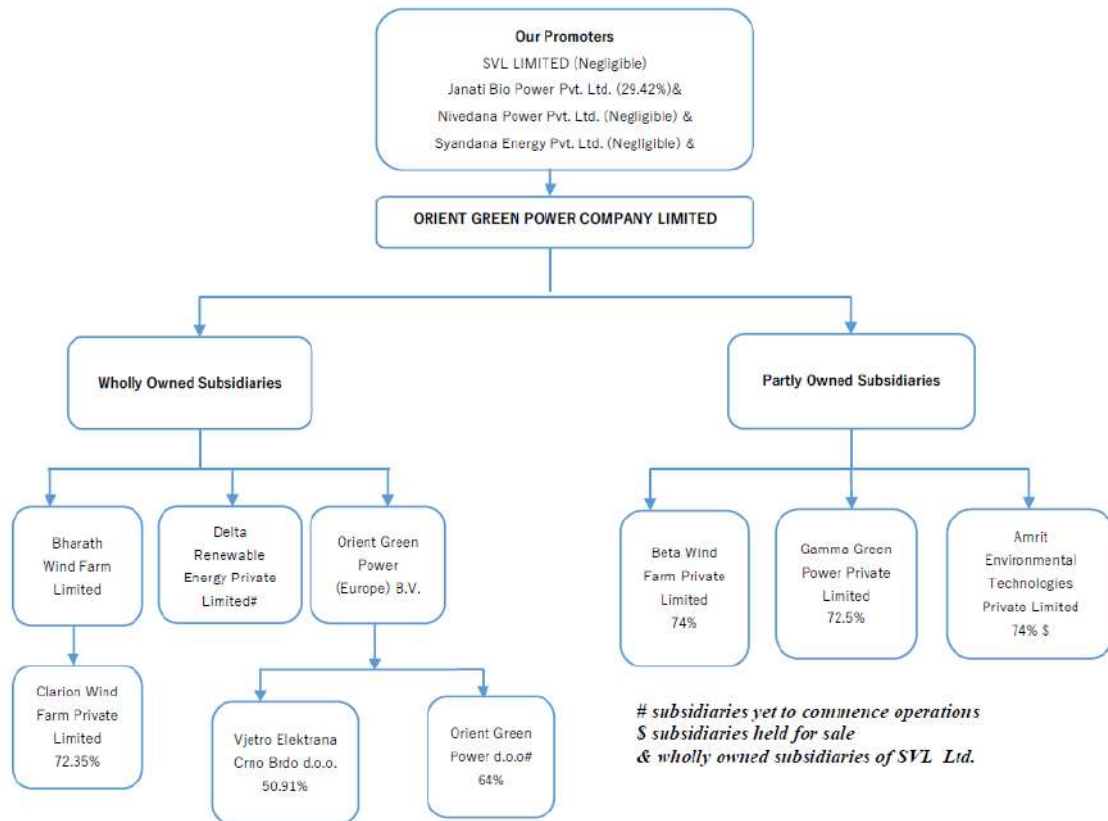 Our Promoters
SVL LIMITED (Negligible)
Janati Bio Power Pvt. Ltd. (29.42%)&
Nivedana Power Pvt. Ltd. (Negligible) &
Syandana Energy Pvt. Ltd. (Negligible) &
ORIENT GREEN POWER COMPANY LIMITED
Wholly Owned Subsidiaries
Partly Owned Subsidiaries
Bharath
Wind Farm
Limited
Delta
Renewable
Energy Private
Limited#
Orient Green
Power
(Europe) B.V.
Beta Wind
Farm Private
Limited
74%
Gamma Green
Power Private
Limited
72.5%
Amrit
Environmental
Technologies
Private Limited
74% $
Clarion Wind
Farm Private
Limited
72.35%
Vjetro Elektrana
Crno Brdo d.o.o.
50.91%
Orient Green
Power d.o.o#
64%
# subsidiaries yet to commence operations
$ subsidiaries held for sale
& wholly owned subsidiaries of SVL Ltd.